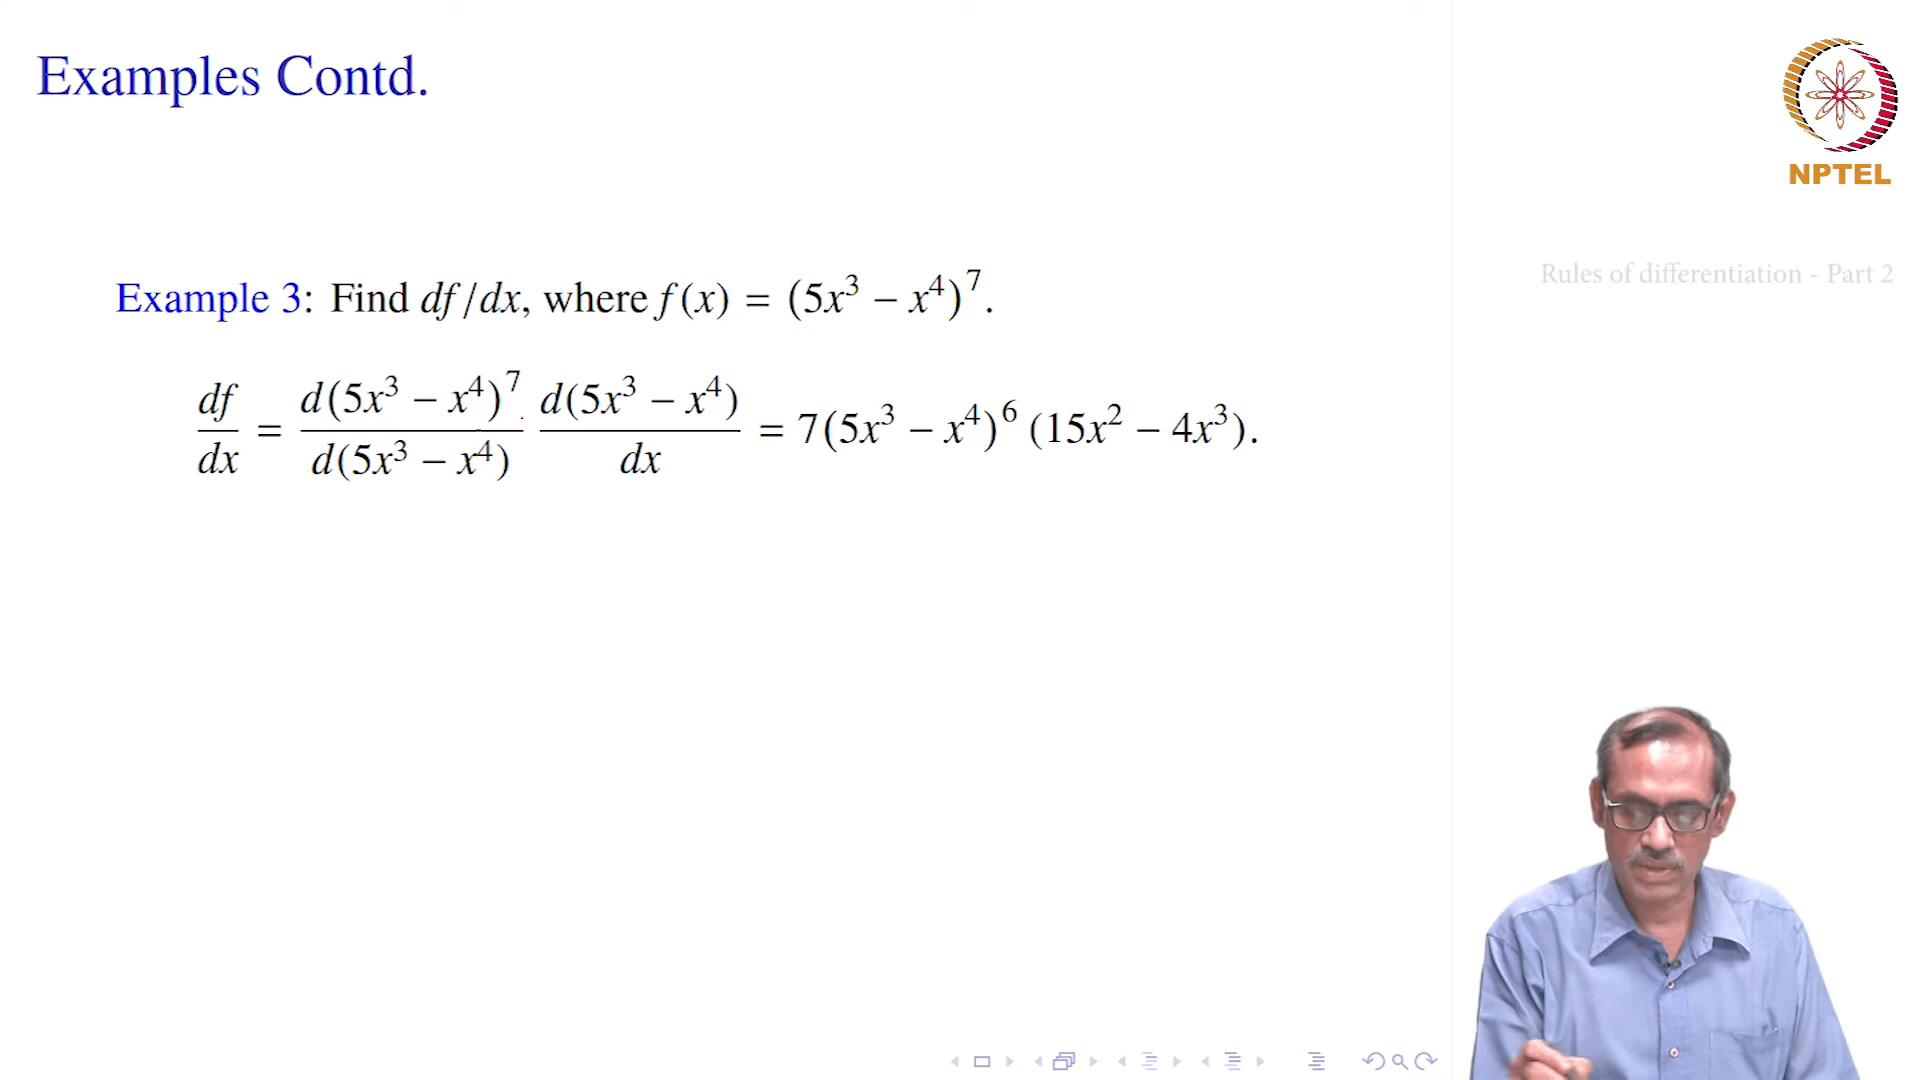 Examples Contd.
NPTEL
Rules of differentiation - Part 2
Example 3: Find df/dx, where f(x) = (5x³ − x⁴)⁷.
df/dx = d(5x³ − x⁴)⁷/d(5x³ − x⁴) d(5x³ − x⁴)/dx = 7(5x³ − x⁴)⁶ (15x² − 4x³).